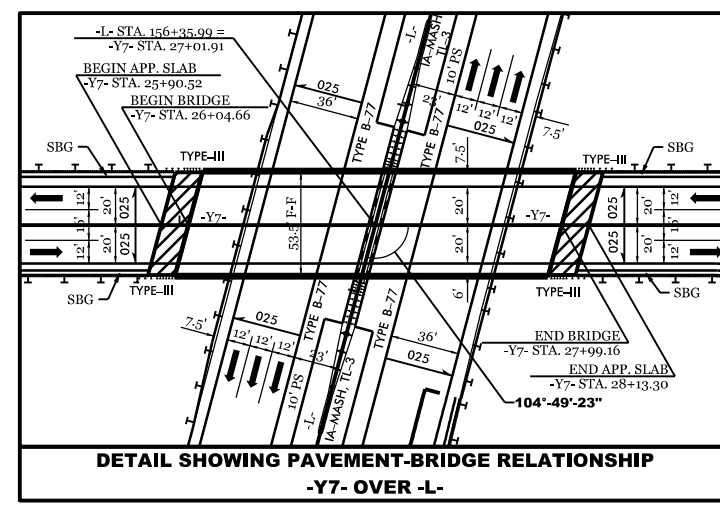 -L- STA. 156+35.99 =
-Y7- STA. 27+01.91
BEGIN APP. SLAB
-Y7- STA. 25+90.52
BEGIN BRIDGE
-Y7- STA. 26+04.66
-L-
IA-MASH,
TL-3
10' PS
025
36'
TYPE B-77
23'
12'
12'
12'
025
7.5'
TYPE B-77
7.5'
SBG
TYPE-III
TYPE-III
SBG
12'
20'
025
15'
12'
20'
025
-Y7-
53.5' F-F
20'
20'
-Y7-
20'
12'
025
15'
20'
12'
025
SBG
TYPE-III
6'
TYPE-III
SBG
7.5'
025
12'
12'
12'
23'
10' PS
TYPE B-77
-L-
IA-MASH, TL-3
TYPE B-77
36'
025
END BRIDGE
-Y7- STA. 27+99.16
END APP. SLAB
-Y7- STA. 28+13.30
104°-49'-23"
DETAIL SHOWING PAVEMENT-BRIDGE RELATIONSHIP
-Y7- OVER -L-